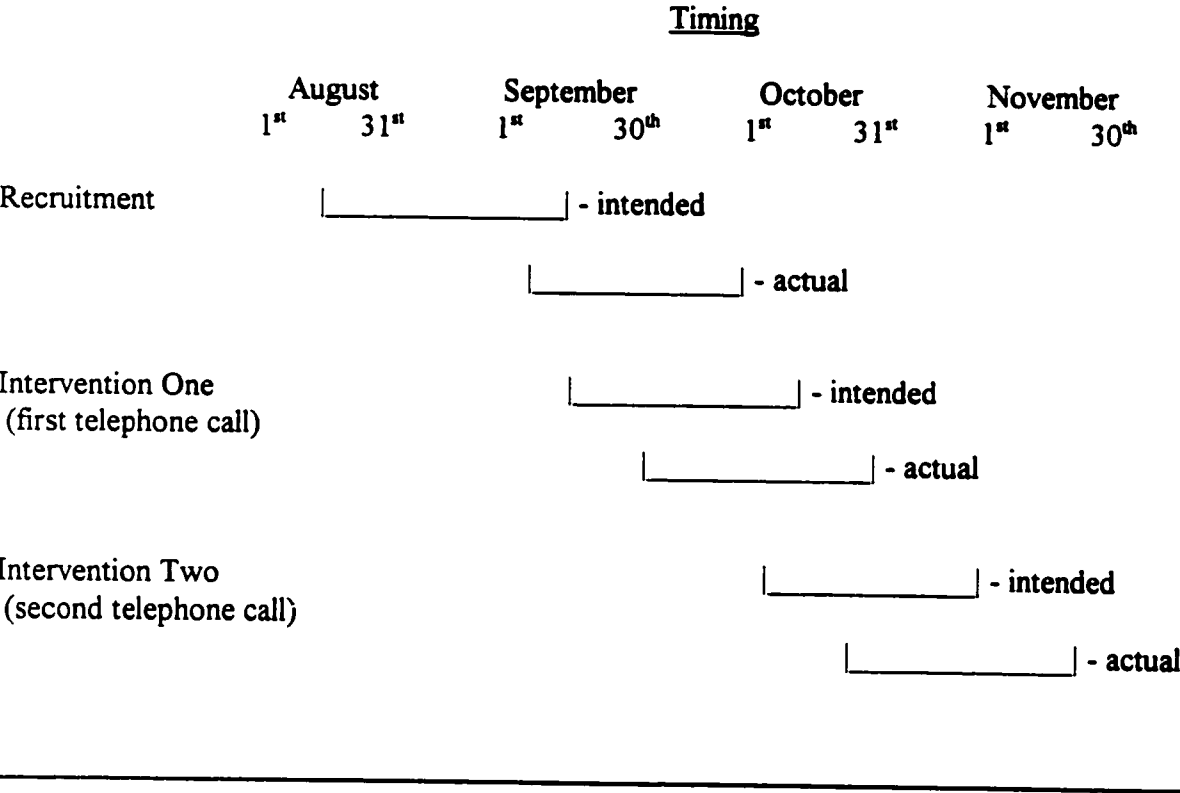 Timing
August September October November
1st 31st 1st 30th 1st 31st 1st 30th
Recruitment - intended
- actual
Intervention One - intended
(first telephone call)
- actual
Intervention Two - intended
(second telephone call)
- actual